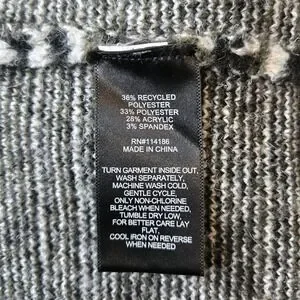 36% RECYCLED
POLYESTER
33% POLYESTER
28% ACRYLIC
3% SPANDEX
RN#114186
MADE IN CHINA
TURN GARMENT INSIDE OUT,
WASH SEPARATELY,
MACHINE WASH COLD,
GENTLE CYCLE,
ONLY NON-CHLORINE
BLEACH WHEN NEEDED,
TUMBLE DRY LOW,
FOR BETTER CARE LAY
FLAT,
COOL IRON ON REVERSE
WHEN NEEDED